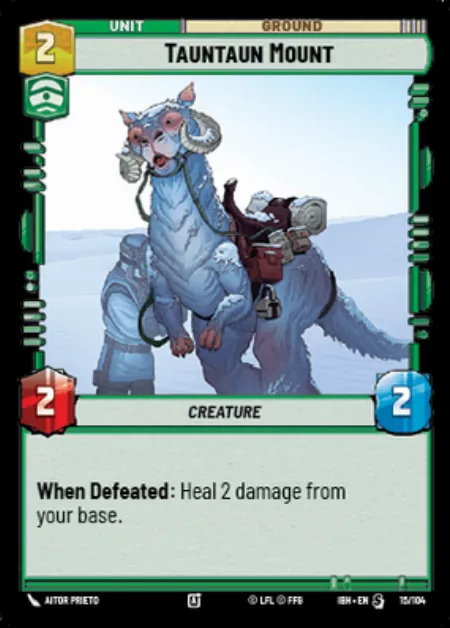 UNIT GROUND
2 TAUNTAUN MOUNT
2 CREATURE 2
When Defeated: Heal 2 damage from
your base.
AITOR PRIETO A © LFL © FFG IBH • EN 15/104